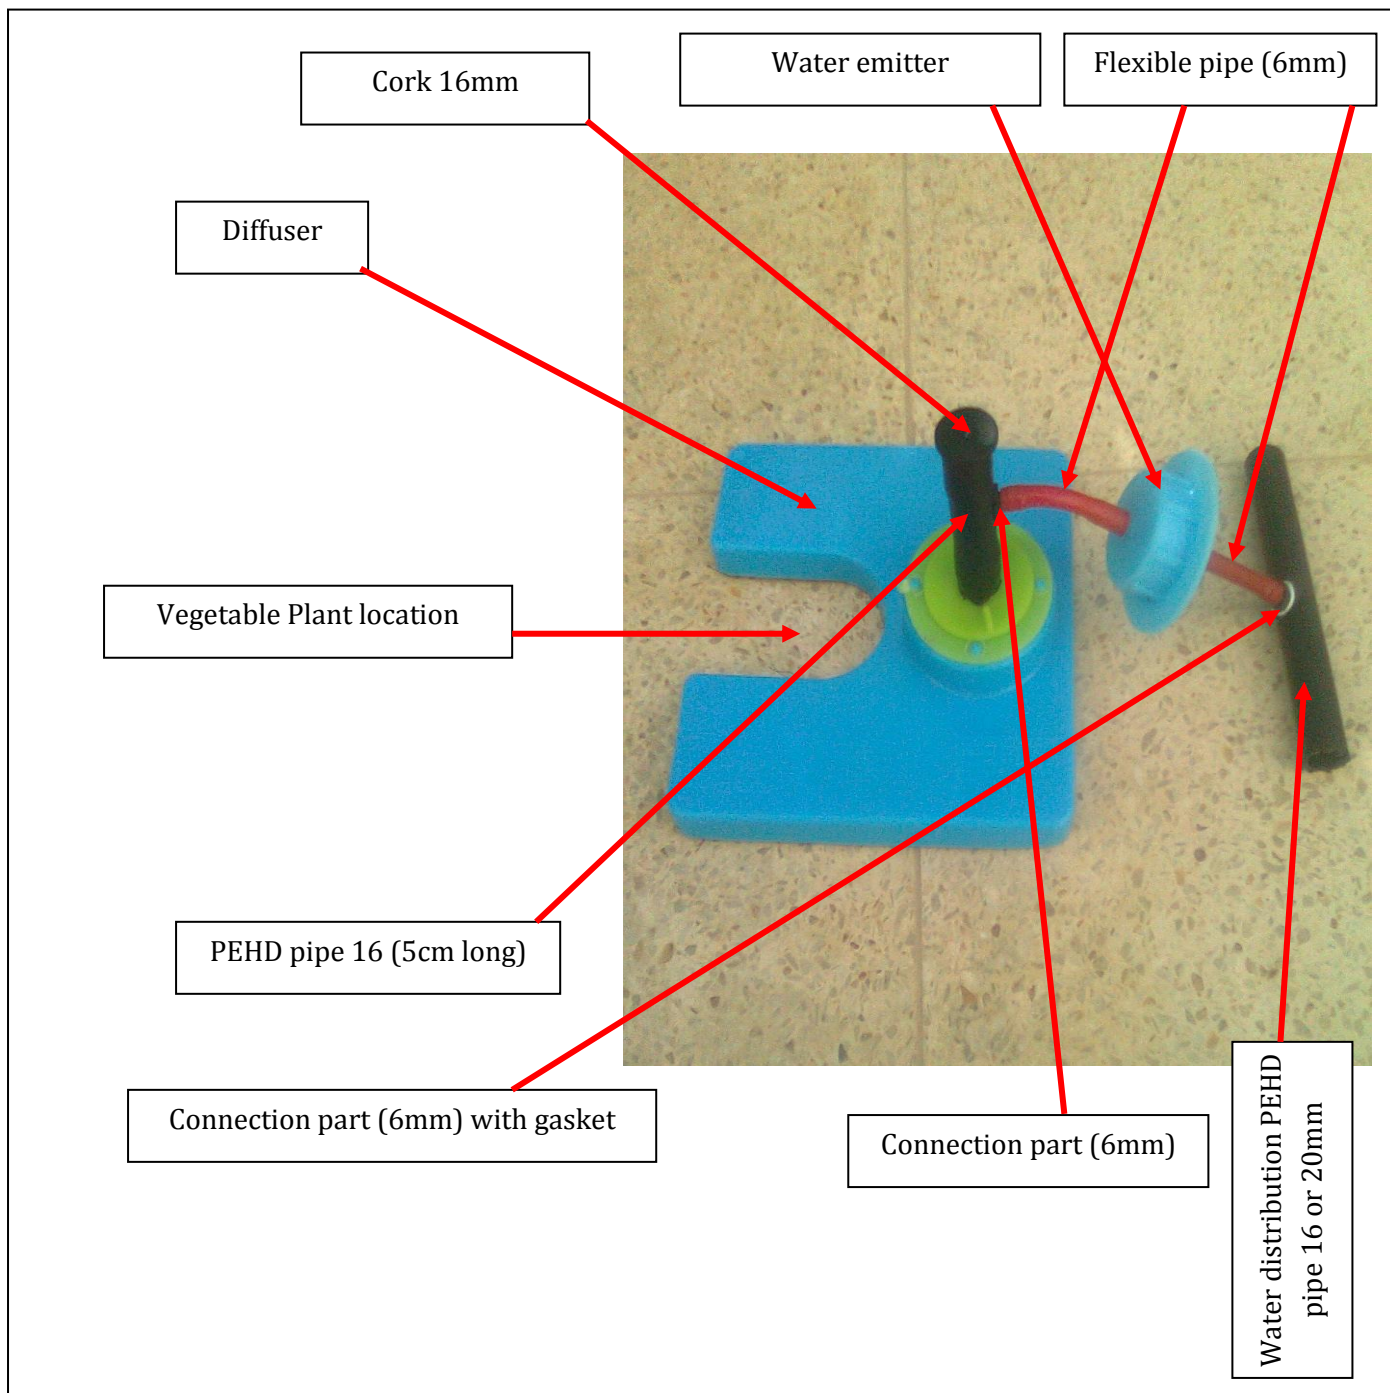 Cork 16mm
Water emitter
Flexible pipe (6mm)
Diffuser
Vegetable Plant location
PEHD pipe 16 (5cm long)
Connection part (6mm) with gasket
Connection part (6mm)
Water distribution PEHD
pipe 16 or 20mm